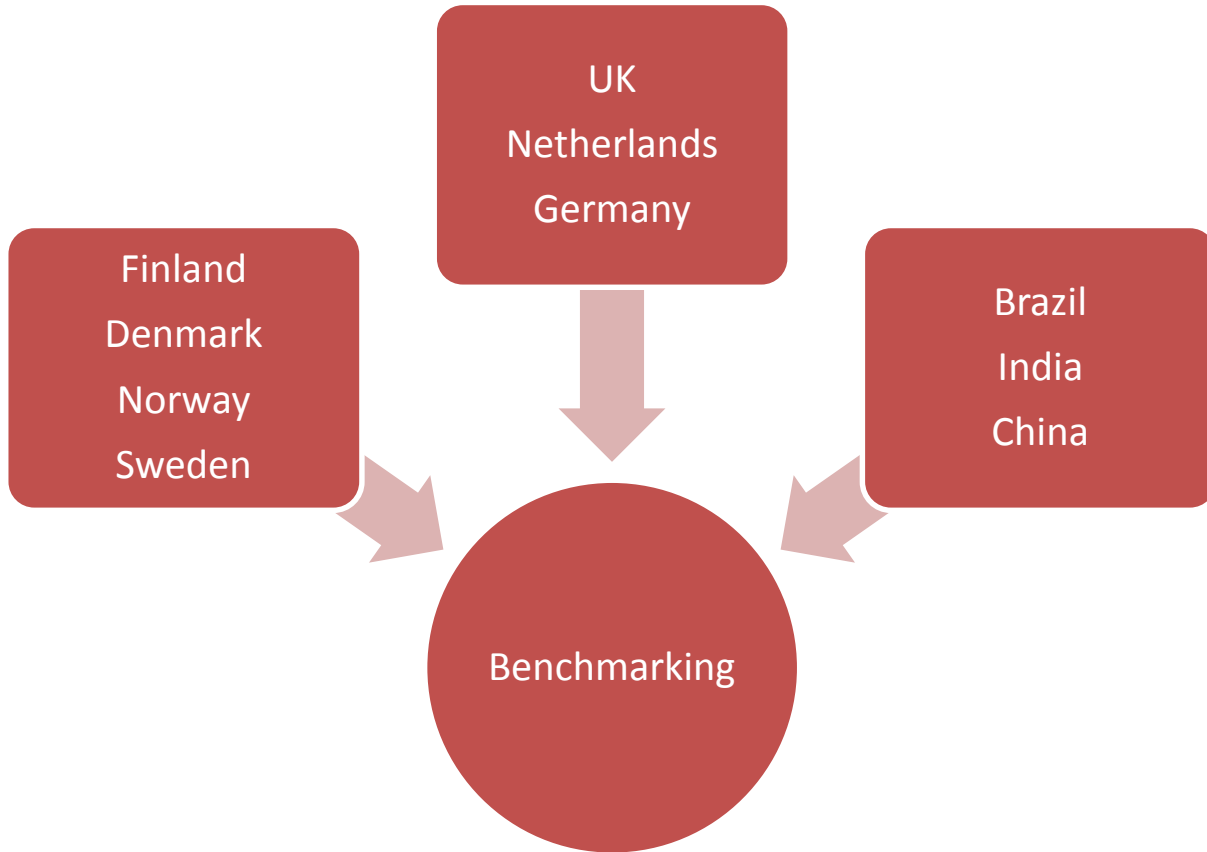 Finland
Denmark
Norway
Sweden
UK
Netherlands
Germany
Brazil
India
China
Benchmarking